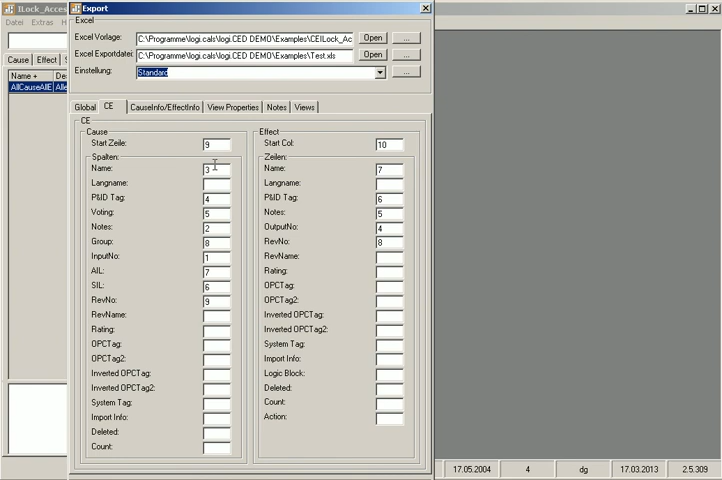 ILock_Acces
Datei Extras H
Cause Effect S
Name + Des
AllCauseAllE Alle
Export
Excel
Excel Vorlage: C:\Programme\logi.cals\logi.CED DEMO\Examples\CEILock_Ac Open ...
Excel Exportdatei: C:\Programme\logi.cals\logi.CED DEMO\Examples\Test.xls Open ...
Einstellung: Standard ...
Global CE CauseInfo/EffectInfo View Properties Notes Views
CE
Cause
Start Zeile: 9
Spalten:
Name: 3
Langname:
P&ID Tag: 4
Voting: 5
Notes: 2
Group: 8
InputNo: 1
AIL: 7
SIL: 6
RevNo: 9
RevName:
Rating:
OPCTag:
OPCTag2:
Inverted OPCTag:
Inverted OPCTag2:
System Tag:
Import Info:
Deleted:
Count:
Effect
Start Col: 10
Zeilen:
Name: 7
Langname:
P&ID Tag: 6
Notes: 5
OutputNo: 4
RevNo: 8
RevName:
Rating:
OPCTag:
OPCTag2:
Inverted OPCTag:
Inverted OPCTag2:
System Tag:
Import Info:
Logic Block:
Deleted:
Count:
Action:
17.05.2004 4 dg 17.03.2013 2.5.309